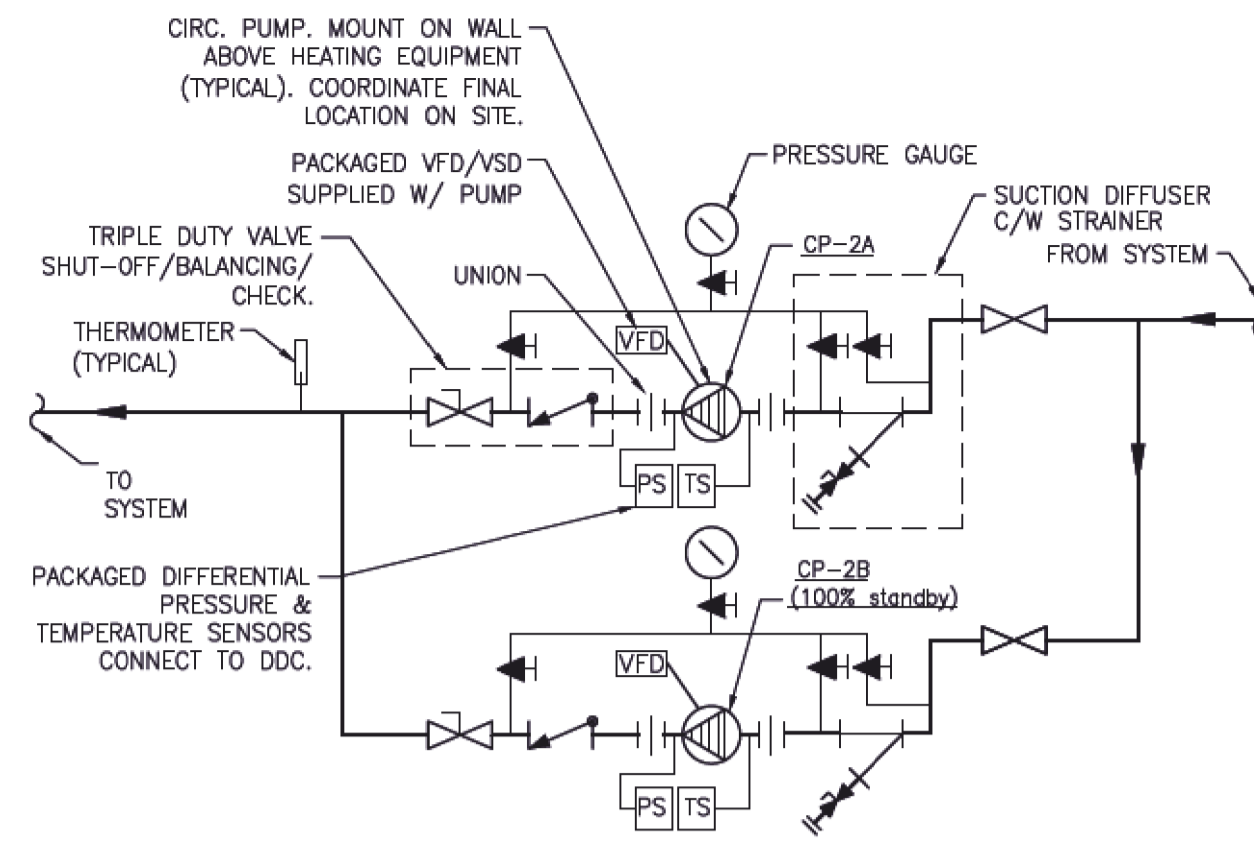 CIRC. PUMP. MOUNT ON WALL
ABOVE HEATING EQUIPMENT
(TYPICAL). COORDINATE FINAL
LOCATION ON SITE.
PACKAGED VFD/VSD
SUPPLIED W/ PUMP
PRESSURE GAUGE
SUCTION DIFFUSER
C/W STRAINER
FROM SYSTEM
TRIPLE DUTY VALVE
SHUT-OFF/BALANCING/
CHECK.
UNION
CP-2A
THERMOMETER
(TYPICAL)
VFD
TO
SYSTEM
PS
TS
PACKAGED DIFFERENTIAL
PRESSURE &
TEMPERATURE SENSORS
CONNECT TO DDC.
CP-2B
(100% standby)
VFD
PS
TS